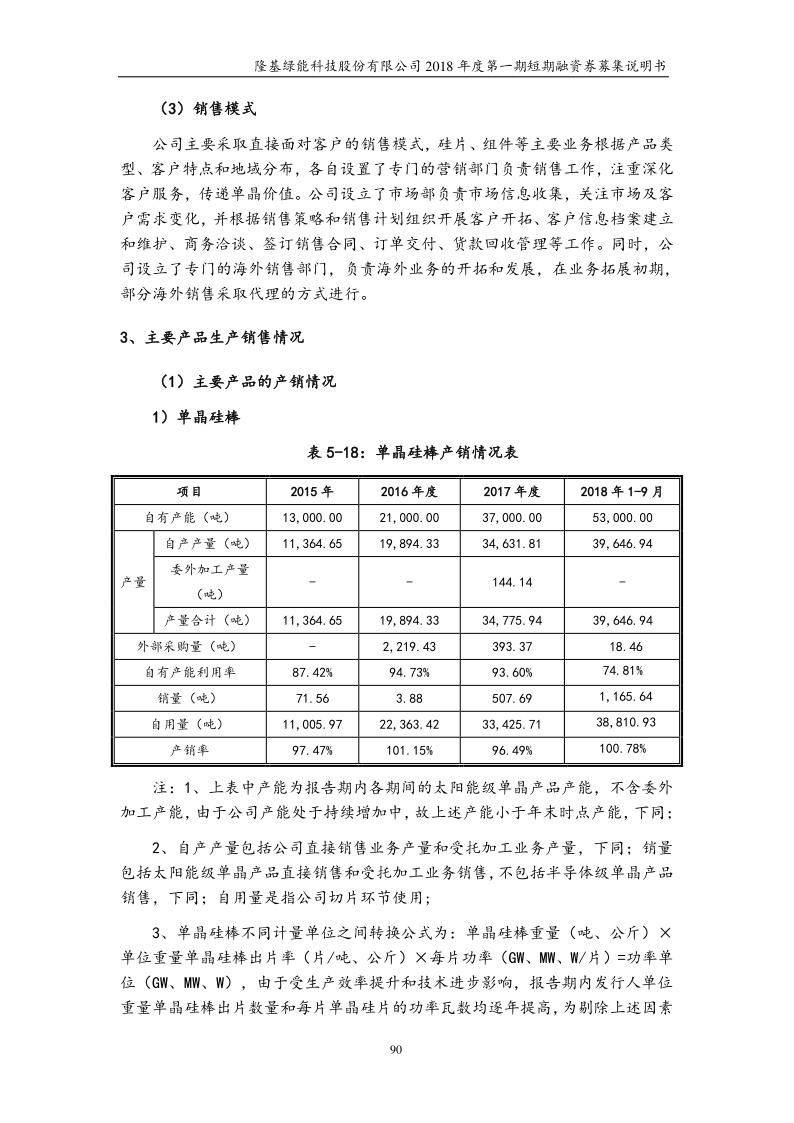 隆基绿能科技股份有限公司 2018 年度第一期短期融资券募集说明书
（3）销售模式
公司主要采取直接面对客户的销售模式，硅片、组件等主要业务根据产品类
型、客户特点和地域分布，各自设置了专门的营销部门负责销售工作，注重深化
客户服务，传递单晶价值。公司设立了市场部负责市场信息收集，关注市场及客
户需求变化，并根据销售策略和销售计划组织开展客户开拓、客户信息档案建立
和维护、商务洽谈、签订销售合同、订单交付、货款回收管理等工作。同时，公
司设立了专门的海外销售部门，负责海外业务的开拓和发展，在业务拓展初期，
部分海外销售采取代理的方式进行。
3、主要产品生产销售情况
（1）主要产品的产销情况
1）单晶硅棒
表 5-18：单晶硅棒产销情况表
项目 2015 年 2016 年度 2017 年度 2018 年 1-9 月
自有产能（吨） 13,000.00 21,000.00 37,000.00 53,000.00
产量 自产产量（吨） 11,364.65 19,894.33 34,631.81 39,646.94
委外加工产量
（吨） - - 144.14 -
产量合计（吨） 11,364.65 19,894.33 34,775.94 39,646.94
外部采购量（吨） - 2,219.43 393.37 18.46
自有产能利用率 87.42% 94.73% 93.60% 74.81%
销量（吨） 71.56 3.88 507.69 1,165.64
自用量（吨） 11,005.97 22,363.42 33,425.71 38,810.93
产销率 97.47% 101.15% 96.49% 100.78%
注：1、上表中产能为报告期内各期间的太阳能级单晶产品产能，不含委外
加工产能，由于公司产能处于持续增加中，故上述产能小于年末时点产能，下同；
2、自产产量包括公司直接销售业务产量和受托加工业务产量，下同；销量
包括太阳能级单晶产品直接销售和受托加工业务销售，不包括半导体级单晶产品
销售，下同；自用量是指公司切片环节使用；
3、单晶硅棒不同计量单位之间转换公式为：单晶硅棒重量（吨、公斤）×
单位重量单晶硅棒出片率（片/吨、公斤）×每片功率（GW、MW、W/片）=功率单
位（GW、MW、W），由于受生产效率提升和技术进步影响，报告期内发行人单位
重量单晶硅棒出片数量和每片单晶硅片的功率瓦数均逐年提高，为剔除上述因素
90